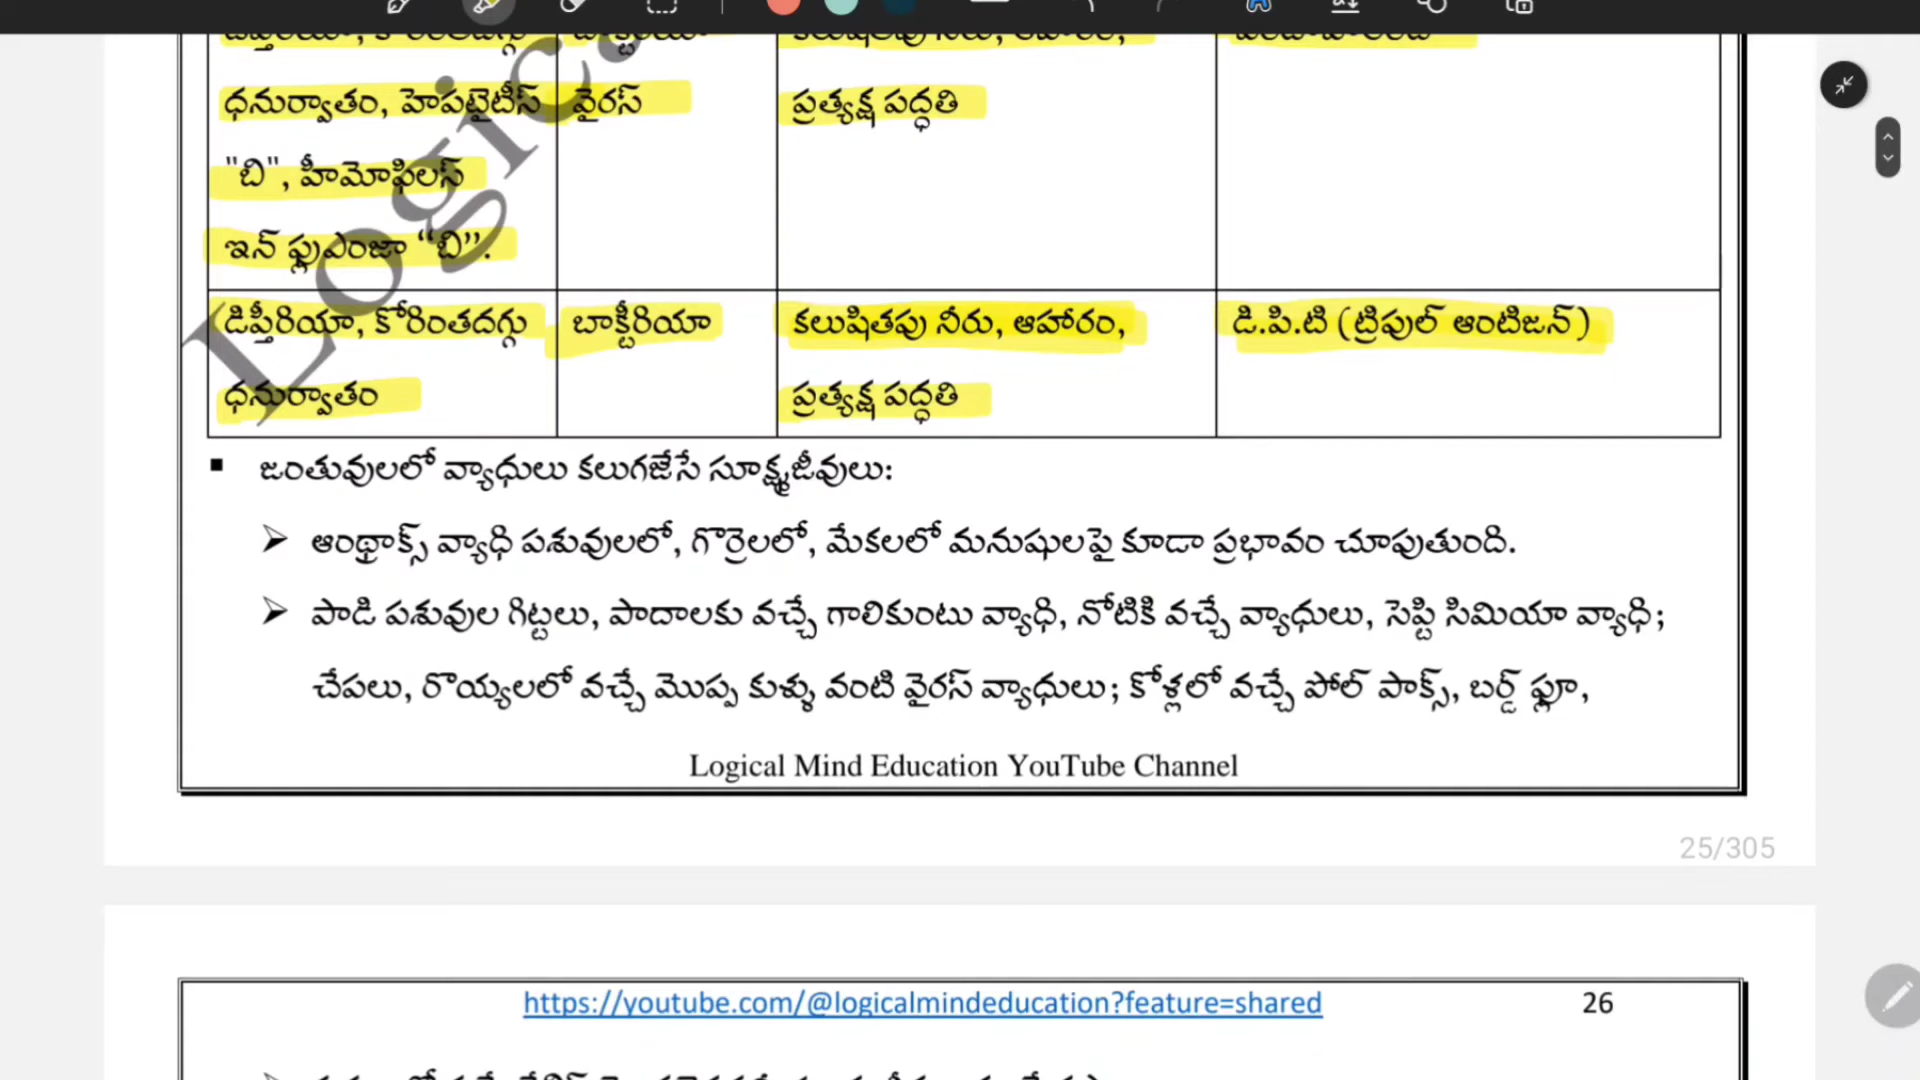 ధనుర్వాతం, హెపటైటీస్ వైరస్ ప్రత్యక్ష పద్ధతి
"బి", హీమోఫిలస్
ఇన్ ఫ్లుఎంజా “బి”.
డిప్తీరియా, కోరింతదగ్గు బాక్టీరియా కలుషితపు నీరు, ఆహారం, డి.పి.టి (ట్రిపుల్ ఆంటిజన్)
ధనుర్వాతం ప్రత్యక్ష పద్ధతి
▪ జంతువులలో వ్యాధులు కలుగజేసే సూక్ష్మజీవులు:
➢ ఆంథ్రాక్స్ వ్యాధి పశువులలో, గొర్రెలలో, మేకలలో మనుషులపై కూడా ప్రభావం చూపుతుంది.
➢ పాడి పశువుల గిట్టలు, పాదాలకు వచ్చే గాలికుంటు వ్యాధి, నోటికి వచ్చే వ్యాధులు, సెప్టి సిమియా వ్యాధి;
చేపలు, రొయ్యలలో వచ్చే మొప్ప కుళ్ళు వంటి వైరస్ వ్యాధులు; కోళ్లలో వచ్చే పోల్ పాక్స్, బర్డ్ ఫ్లూ,
Logical Mind Education YouTube Channel
25/305
https://youtube.com/@logicalmindeducation?feature=shared 26